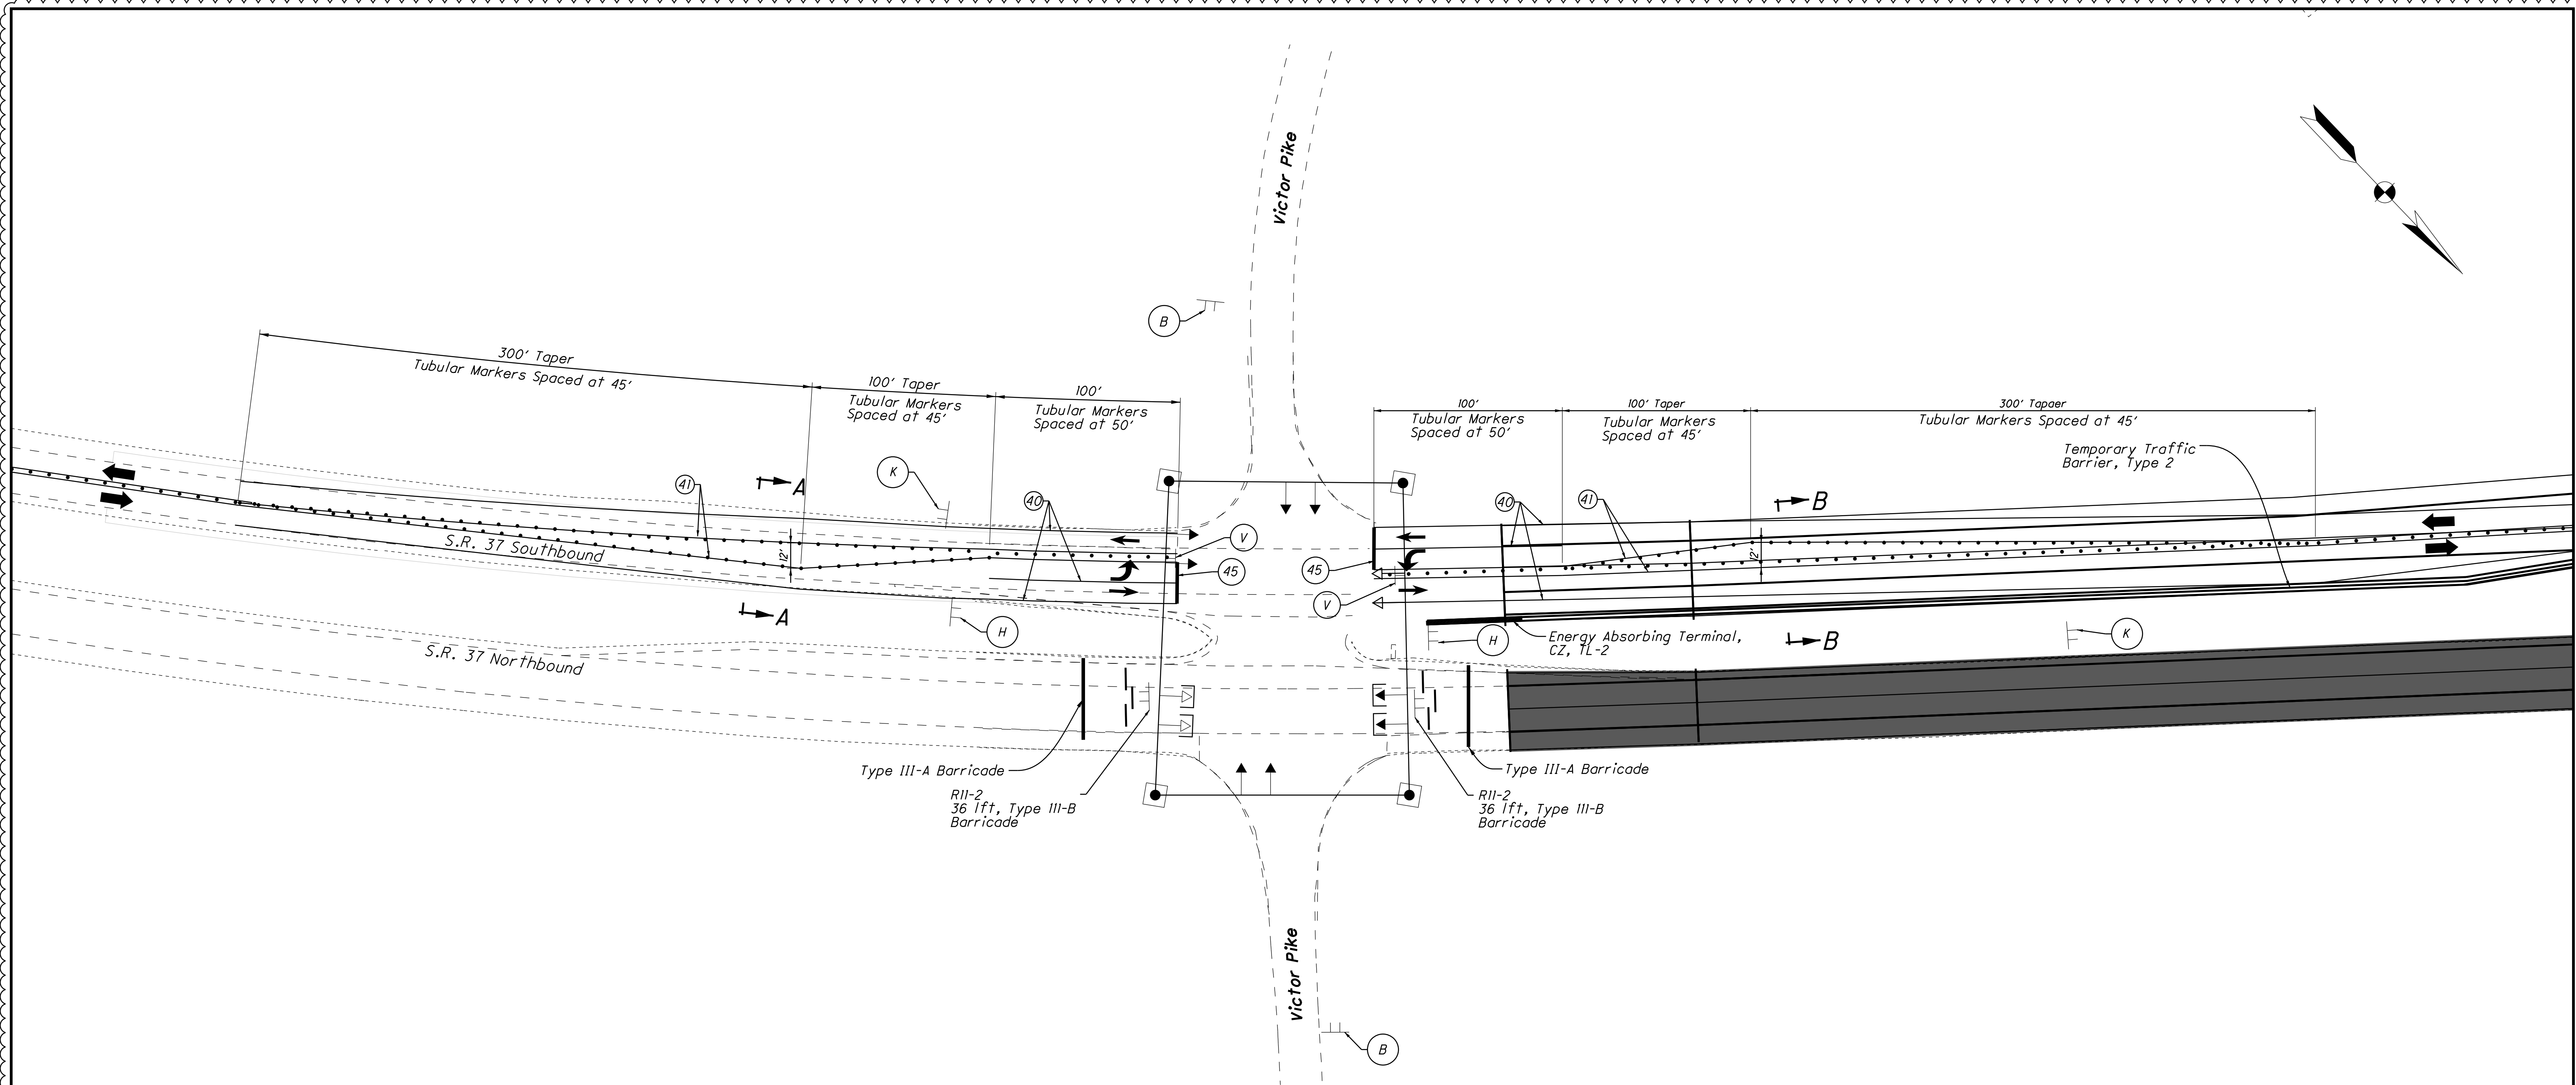 Victor Pike
B
300' Taper
Tubular Markers Spaced at 45'
100' Taper
Tubular Markers
Spaced at 45'
100'
Tubular Markers
Spaced at 50'
100'
Tubular Markers
Spaced at 50'
100' Taper
Tubular Markers
Spaced at 45'
300' Tapaer
Tubular Markers Spaced at 45'
Temporary Traffic
Barrier, Type 2
41
A
K
40
40
41
B
V
45
45
V
12'
12'
S.R. 37 Southbound
A
H
H
Energy Absorbing Terminal,
CZ, TL-2
B
K
S.R. 37 Northbound
Type III-A Barricade
R11-2
36 lft, Type 111-B
Barricade
Type III-A Barricade
R11-2
36 lft, Type 111-B
Barricade
Victor Pike
B